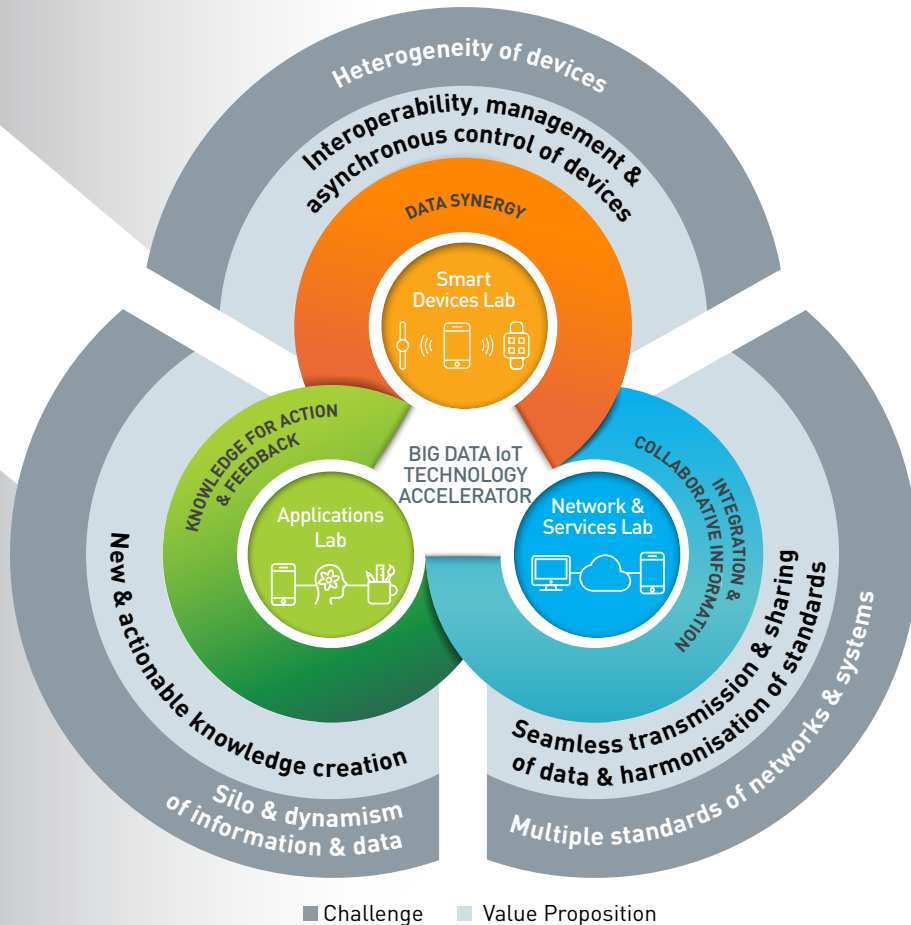 Heterogeneity of devices
Interoperability, management &
asynchronous control of devices
DATA SYNERGY
Smart
Devices Lab
KNOWLEDGE FOR ACTION
& FEEDBACK
BIG DATA IoT
TECHNOLOGY
ACCELERATOR
INTEGRATION &
COLLABORATIVE INFORMATION
Applications
Lab
Network &
Services Lab
New & actionable knowledge creation
Silo & dynamism
of information & data
Seamless transmission & sharing
of data & harmonisation of standards
Multiple standards of networks & systems
Challenge
Value Proposition